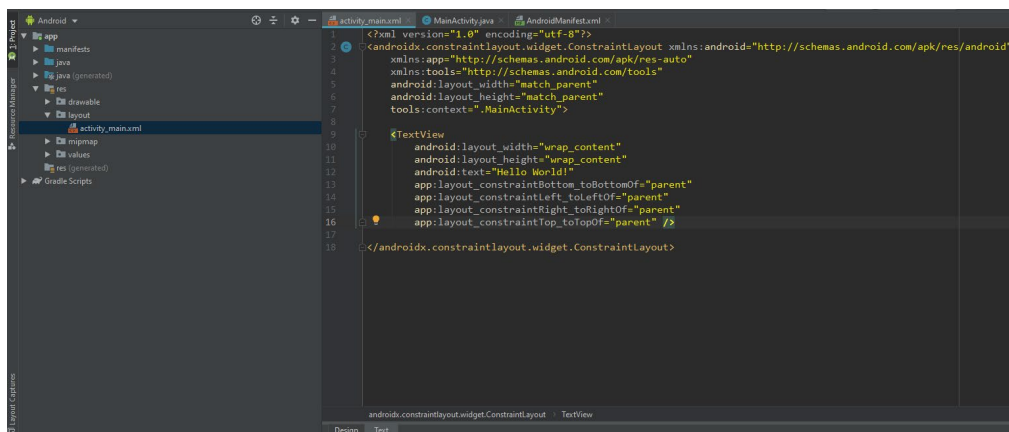 Android
activity_main.xml
MainActivity.java
AndroidManifest.xml
1: Project
Resource Manager
Layout Captures
app
manifests
java
java (generated)
res
drawable
layout
activity_main.xml
mipmap
values
res (generated)
Gradle Scripts
1 <?xml version="1.0" encoding="utf-8"?>
2 <androidx.constraintlayout.widget.ConstraintLayout xmlns:android="http://schemas.android.com/apk/res/android"
3 xmlns:app="http://schemas.android.com/apk/res-auto"
4 xmlns:tools="http://schemas.android.com/tools"
5 android:layout_width="match_parent"
6 android:layout_height="match_parent"
7 tools:context=".MainActivity">
8
9 <TextView
10 android:layout_width="wrap_content"
11 android:layout_height="wrap_content"
12 android:text="Hello World!"
13 app:layout_constraintBottom_toBottomOf="parent"
14 app:layout_constraintLeft_toLeftOf="parent"
15 app:layout_constraintRight_toRightOf="parent"
16 app:layout_constraintTop_toTopOf="parent" />
17
18 </androidx.constraintlayout.widget.ConstraintLayout>
androidx.constraintlayout.widget.ConstraintLayout › TextView
Design Text